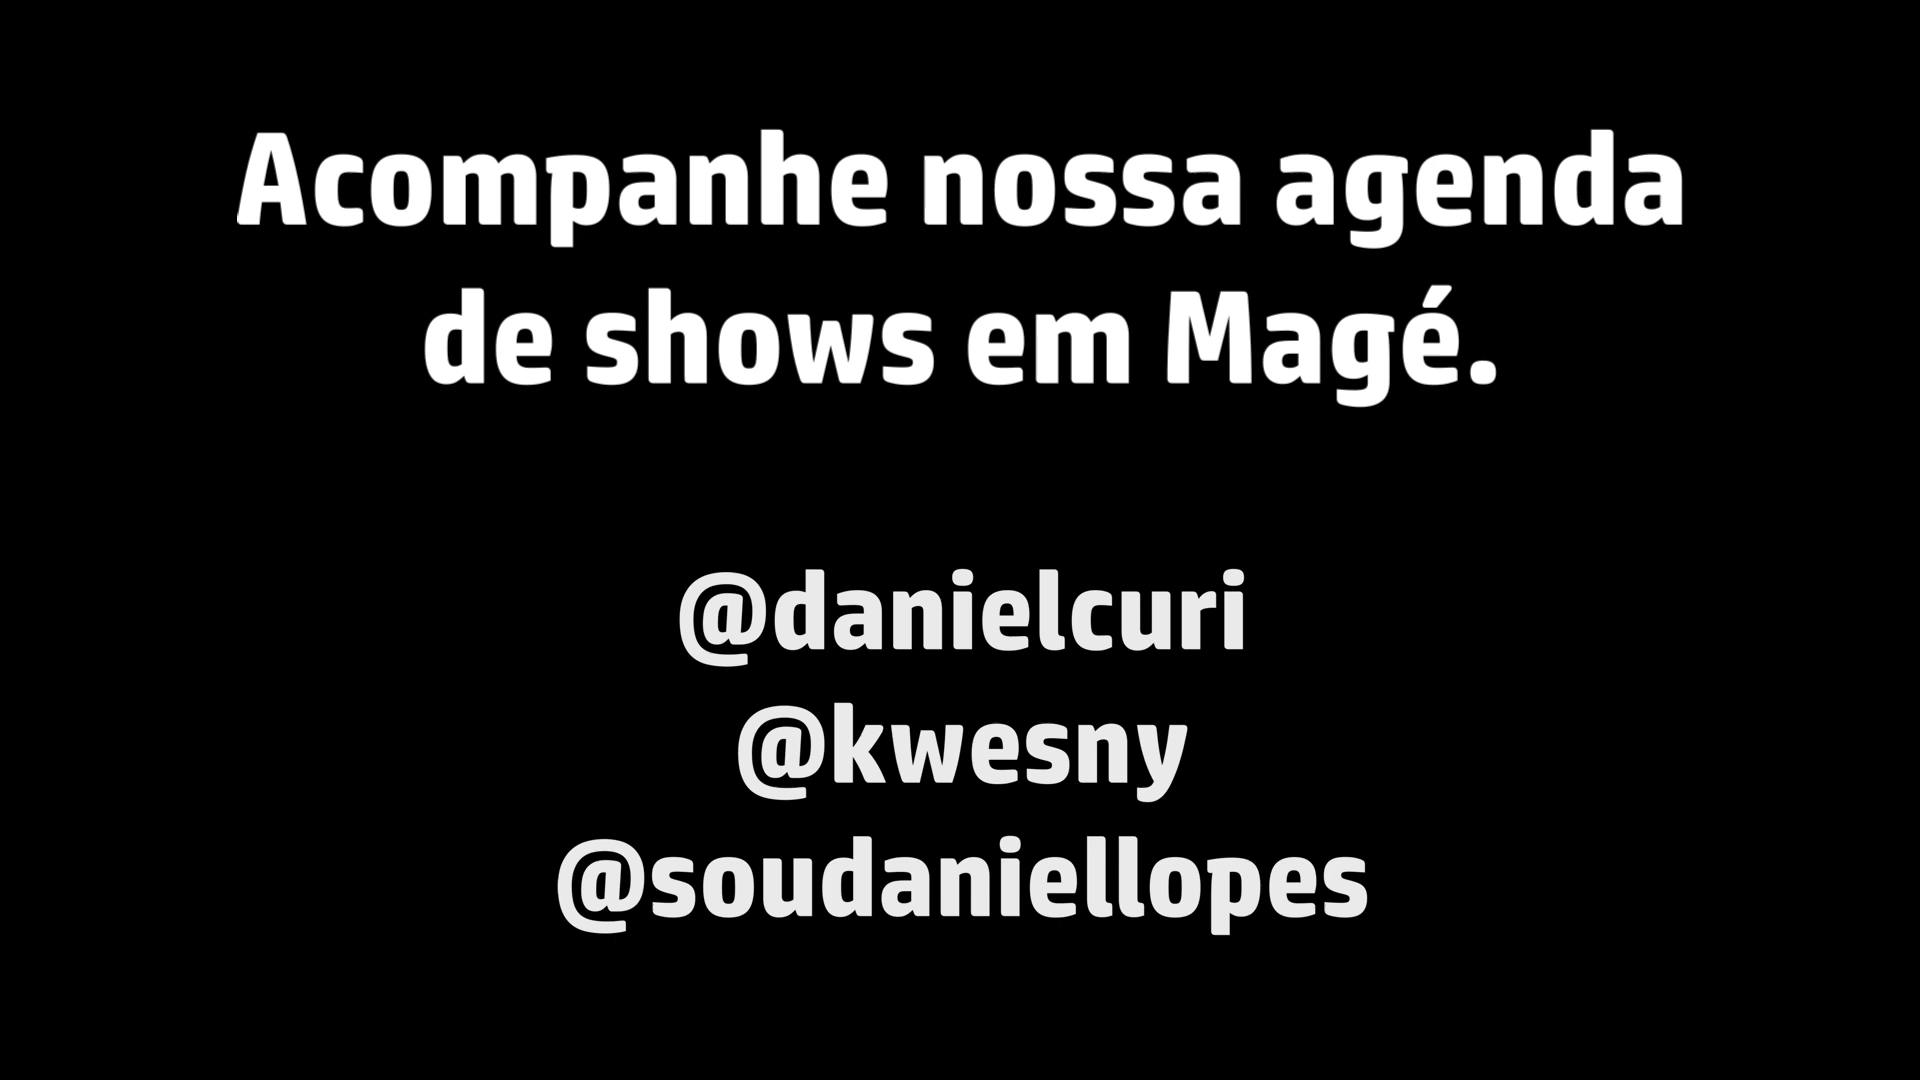 Acompanhe nossa agenda
de shows em Magé.
@danielcuri
@kwesny
@soudaniellopes